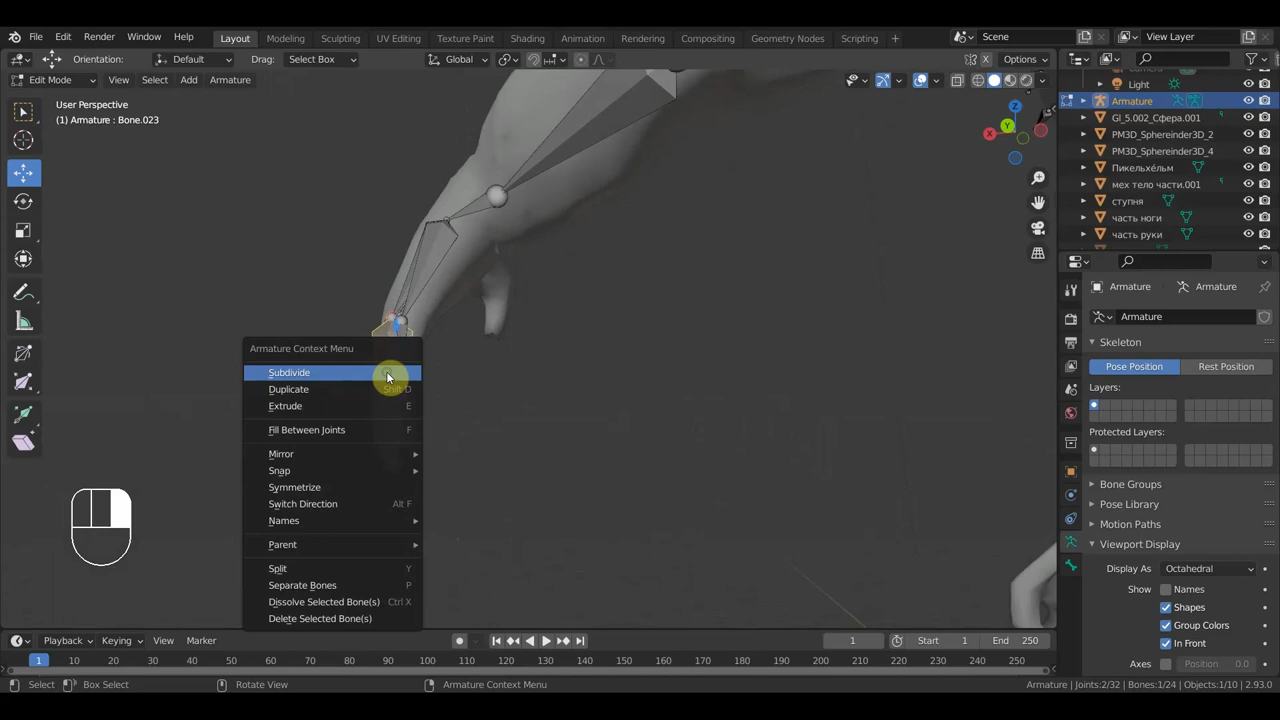 File Edit Render Window Help Layout Modeling Sculpting UV Editing Texture Paint Shading Animation Rendering Compositing Geometry Nodes Scripting + Scene View Layer
Orientation: Default Drag: Select Box Global X Options
Edit Mode View Select Add Armature
User Perspective
(1) Armature : Bone.023
Z
Y
X
Light
Armature
Gl_5.002_Сфера.001
PM3D_Sphereinder3D_2
PM3D_Sphereinder3D_4
Пикельхе́льм
мех тело части.001
ступня
часть ноги
часть руки
Armature Armature
Armature
Skeleton
Pose Position Rest Position
Layers:
Protected Layers:
Bone Groups
Pose Library
Motion Paths
Viewport Display
Display As Octahedral
Show Names
Shapes
Group Colors
In Front
Axes Position 0.0
Armature Context Menu
Subdivide
Duplicate Shift D
Extrude E
Fill Between Joints F
Mirror
Snap
Symmetrize
Switch Direction Alt F
Names
Parent
Split Y
Separate Bones P
Dissolve Selected Bone(s) Ctrl X
Delete Selected Bone(s)
Playback Keying View Marker 1 Start 1 End 250
1 10 20 30 40 50 60 70 80 90 100 110 120 130 140 150 160 170 180 190 200 210 220 230 240 250
Select Box Select Rotate View Armature Context Menu Armature | Joints:2/32 | Bones:1/24 | Objects:1/10 | 2.93.0